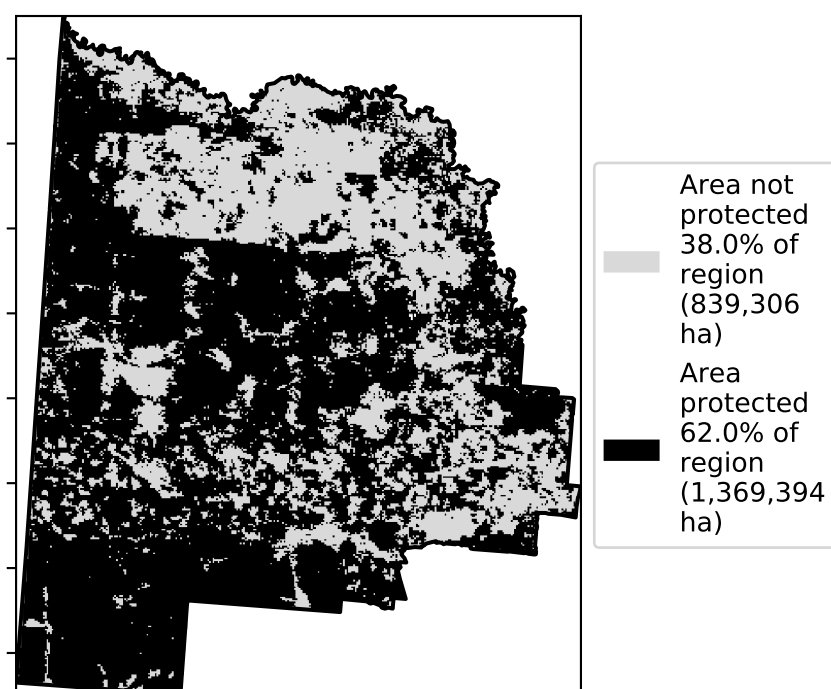 Area not
protected
38.0% of
region
(839,306
ha)
Area
protected
62.0% of
region
(1,369,394
ha)